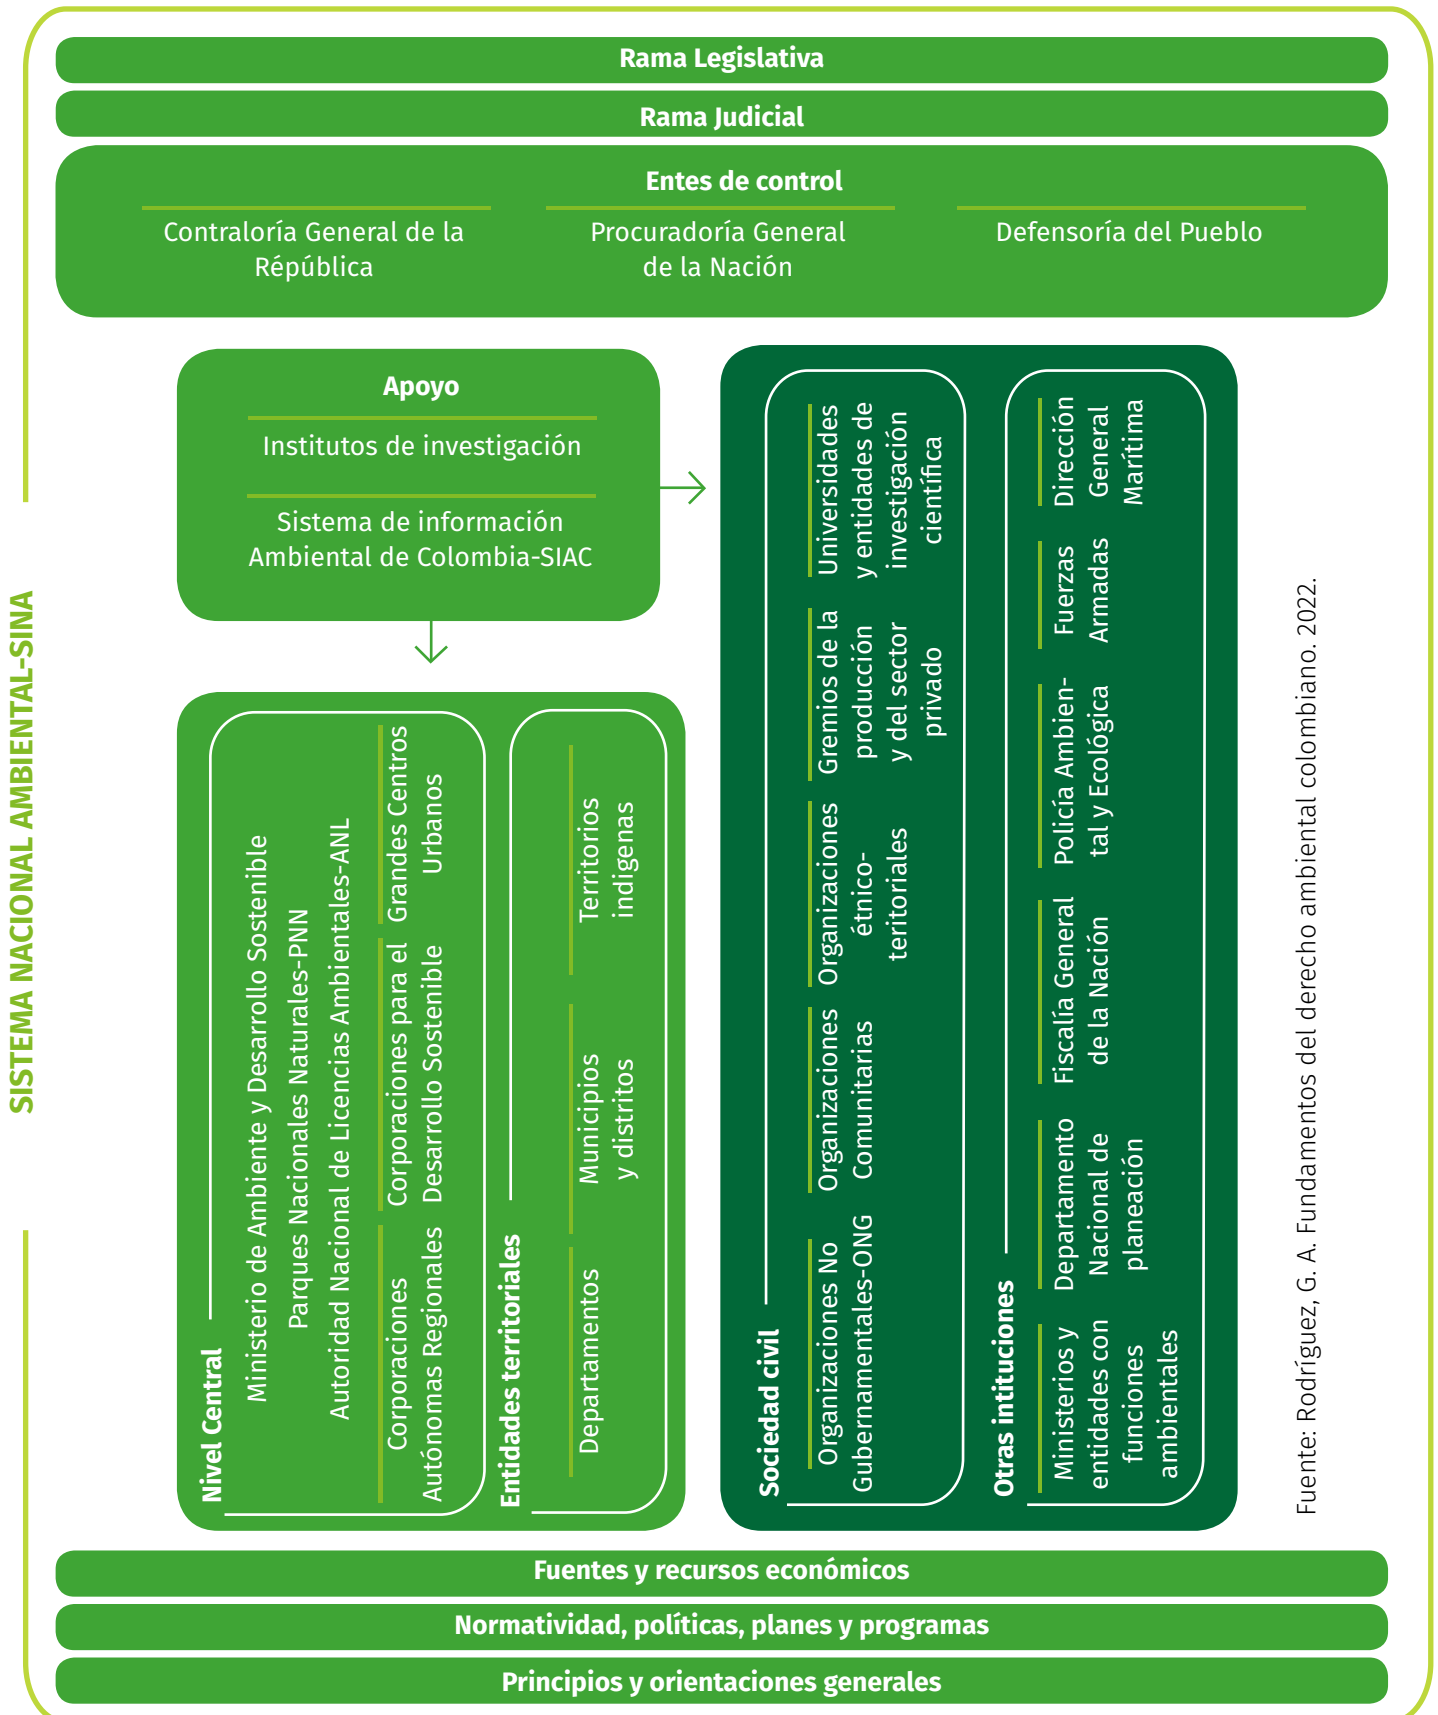 SISTEMA NACIONAL AMBIENTAL-SINA
Rama Legislativa
Rama Judicial
Entes de control
Contraloría General de la
Répública
Procuradoría General
de la Nación
Defensoría del Pueblo
Apoyo
Institutos de investigación
Sistema de información
Ambiental de Colombia-SIAC
Nivel Central
Ministerio de Ambiente y Desarrollo Sostenible
Parques Nacionales Naturales-PNN
Autoridad Nacional de Licencias Ambientales-ANL
Corporaciones
Autónomas Regionales
Corporaciones para el
Desarrollo Sostenible
Grandes Centros
Urbanos
Entidades territoriales
Departamentos
Municipios
y distritos
Territorios
indigenas
Sociedad civil
Organizaciones No
Gubernamentales-ONG
Organizaciones
Comunitarias
Organizaciones
étnico-
teritoriales
Gremios de la
producción
y del sector
privado
Universidades
y entidades de
investigación
científica
Otras intituciones
Ministerios y
entidades con
funciones
ambientales
Departamento
Nacional de
planeación
Fiscalía General
de la Nación
Policía Ambien-
tal y Ecológica
Fuerzas
Armadas
Dirección
General
Marítima
Fuentes y recursos económicos
Normatividad, políticas, planes y programas
Principios y orientaciones generales
Fuente: Rodríguez, G. A. Fundamentos del derecho ambiental colombiano. 2022.